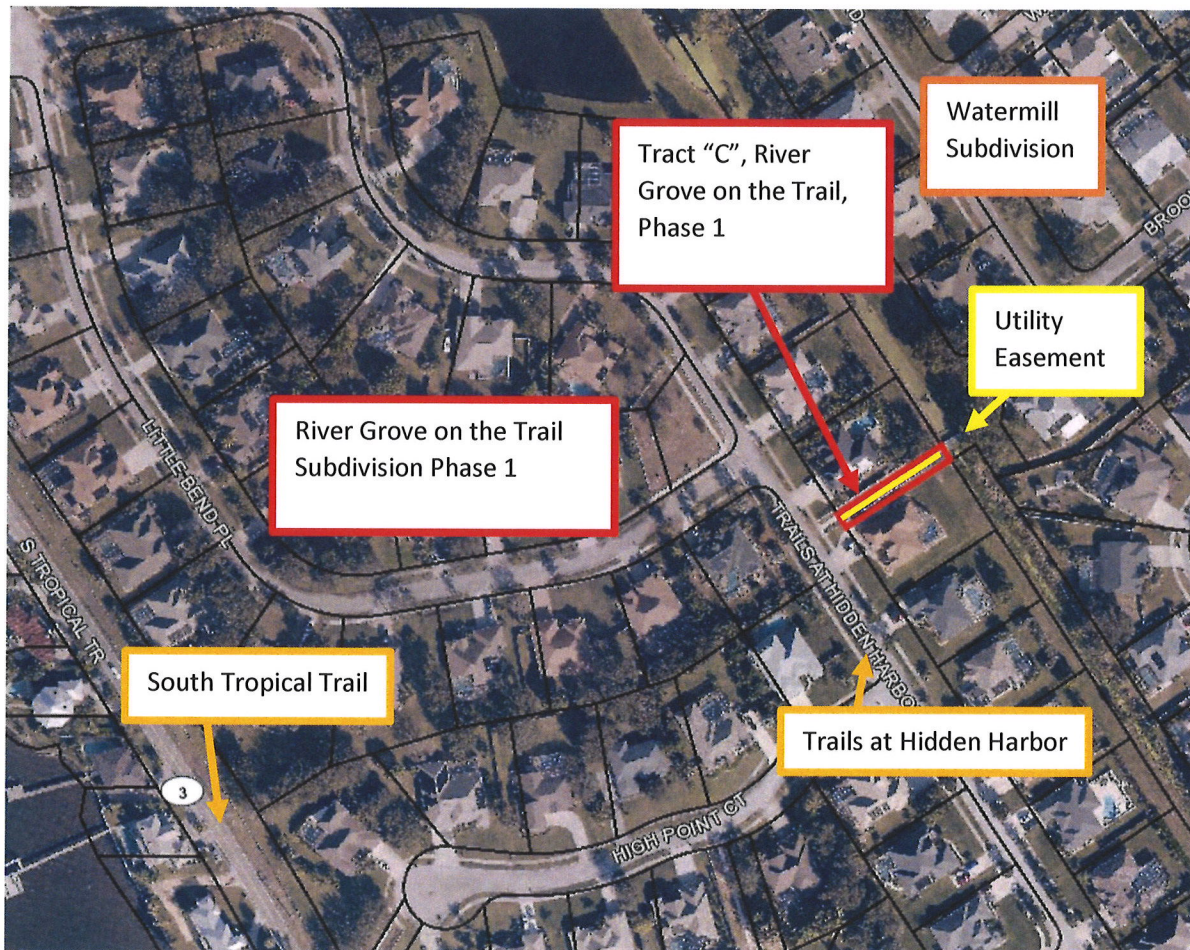 Watermill
Subdivision
Tract “C”, River
Grove on the Trail,
Phase 1
BROO
Utility
Easement
River Grove on the Trail
Subdivision Phase 1
LITTLE BEND PL
S TROPICAL TR
TRAILS AT HIDDEN HARBO
South Tropical Trail
Trails at Hidden Harbor
3
HIGH POINT CT